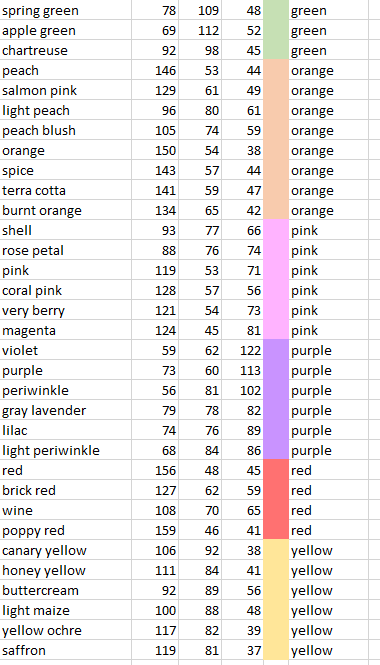 spring green 78 109 48 green
apple green 69 112 52 green
chartreuse 92 98 45 green
peach 146 53 44 orange
salmon pink 129 61 49 orange
light peach 96 80 61 orange
peach blush 105 74 59 orange
orange 150 54 38 orange
spice 143 57 44 orange
terra cotta 141 59 47 orange
burnt orange 134 65 42 orange
shell 93 77 66 pink
rose petal 88 76 74 pink
pink 119 53 71 pink
coral pink 128 57 56 pink
very berry 121 54 73 pink
magenta 124 45 81 pink
violet 59 62 122 purple
purple 73 60 113 purple
periwinkle 56 81 102 purple
gray lavender 79 78 82 purple
lilac 74 76 89 purple
light periwinkle 68 84 86 purple
red 156 48 45 red
brick red 127 62 59 red
wine 108 70 65 red
poppy red 159 46 41 red
canary yellow 106 92 38 yellow
honey yellow 111 84 41 yellow
buttercream 92 89 56 yellow
light maize 100 88 48 yellow
yellow ochre 117 82 39 yellow
saffron 119 81 37 yellow